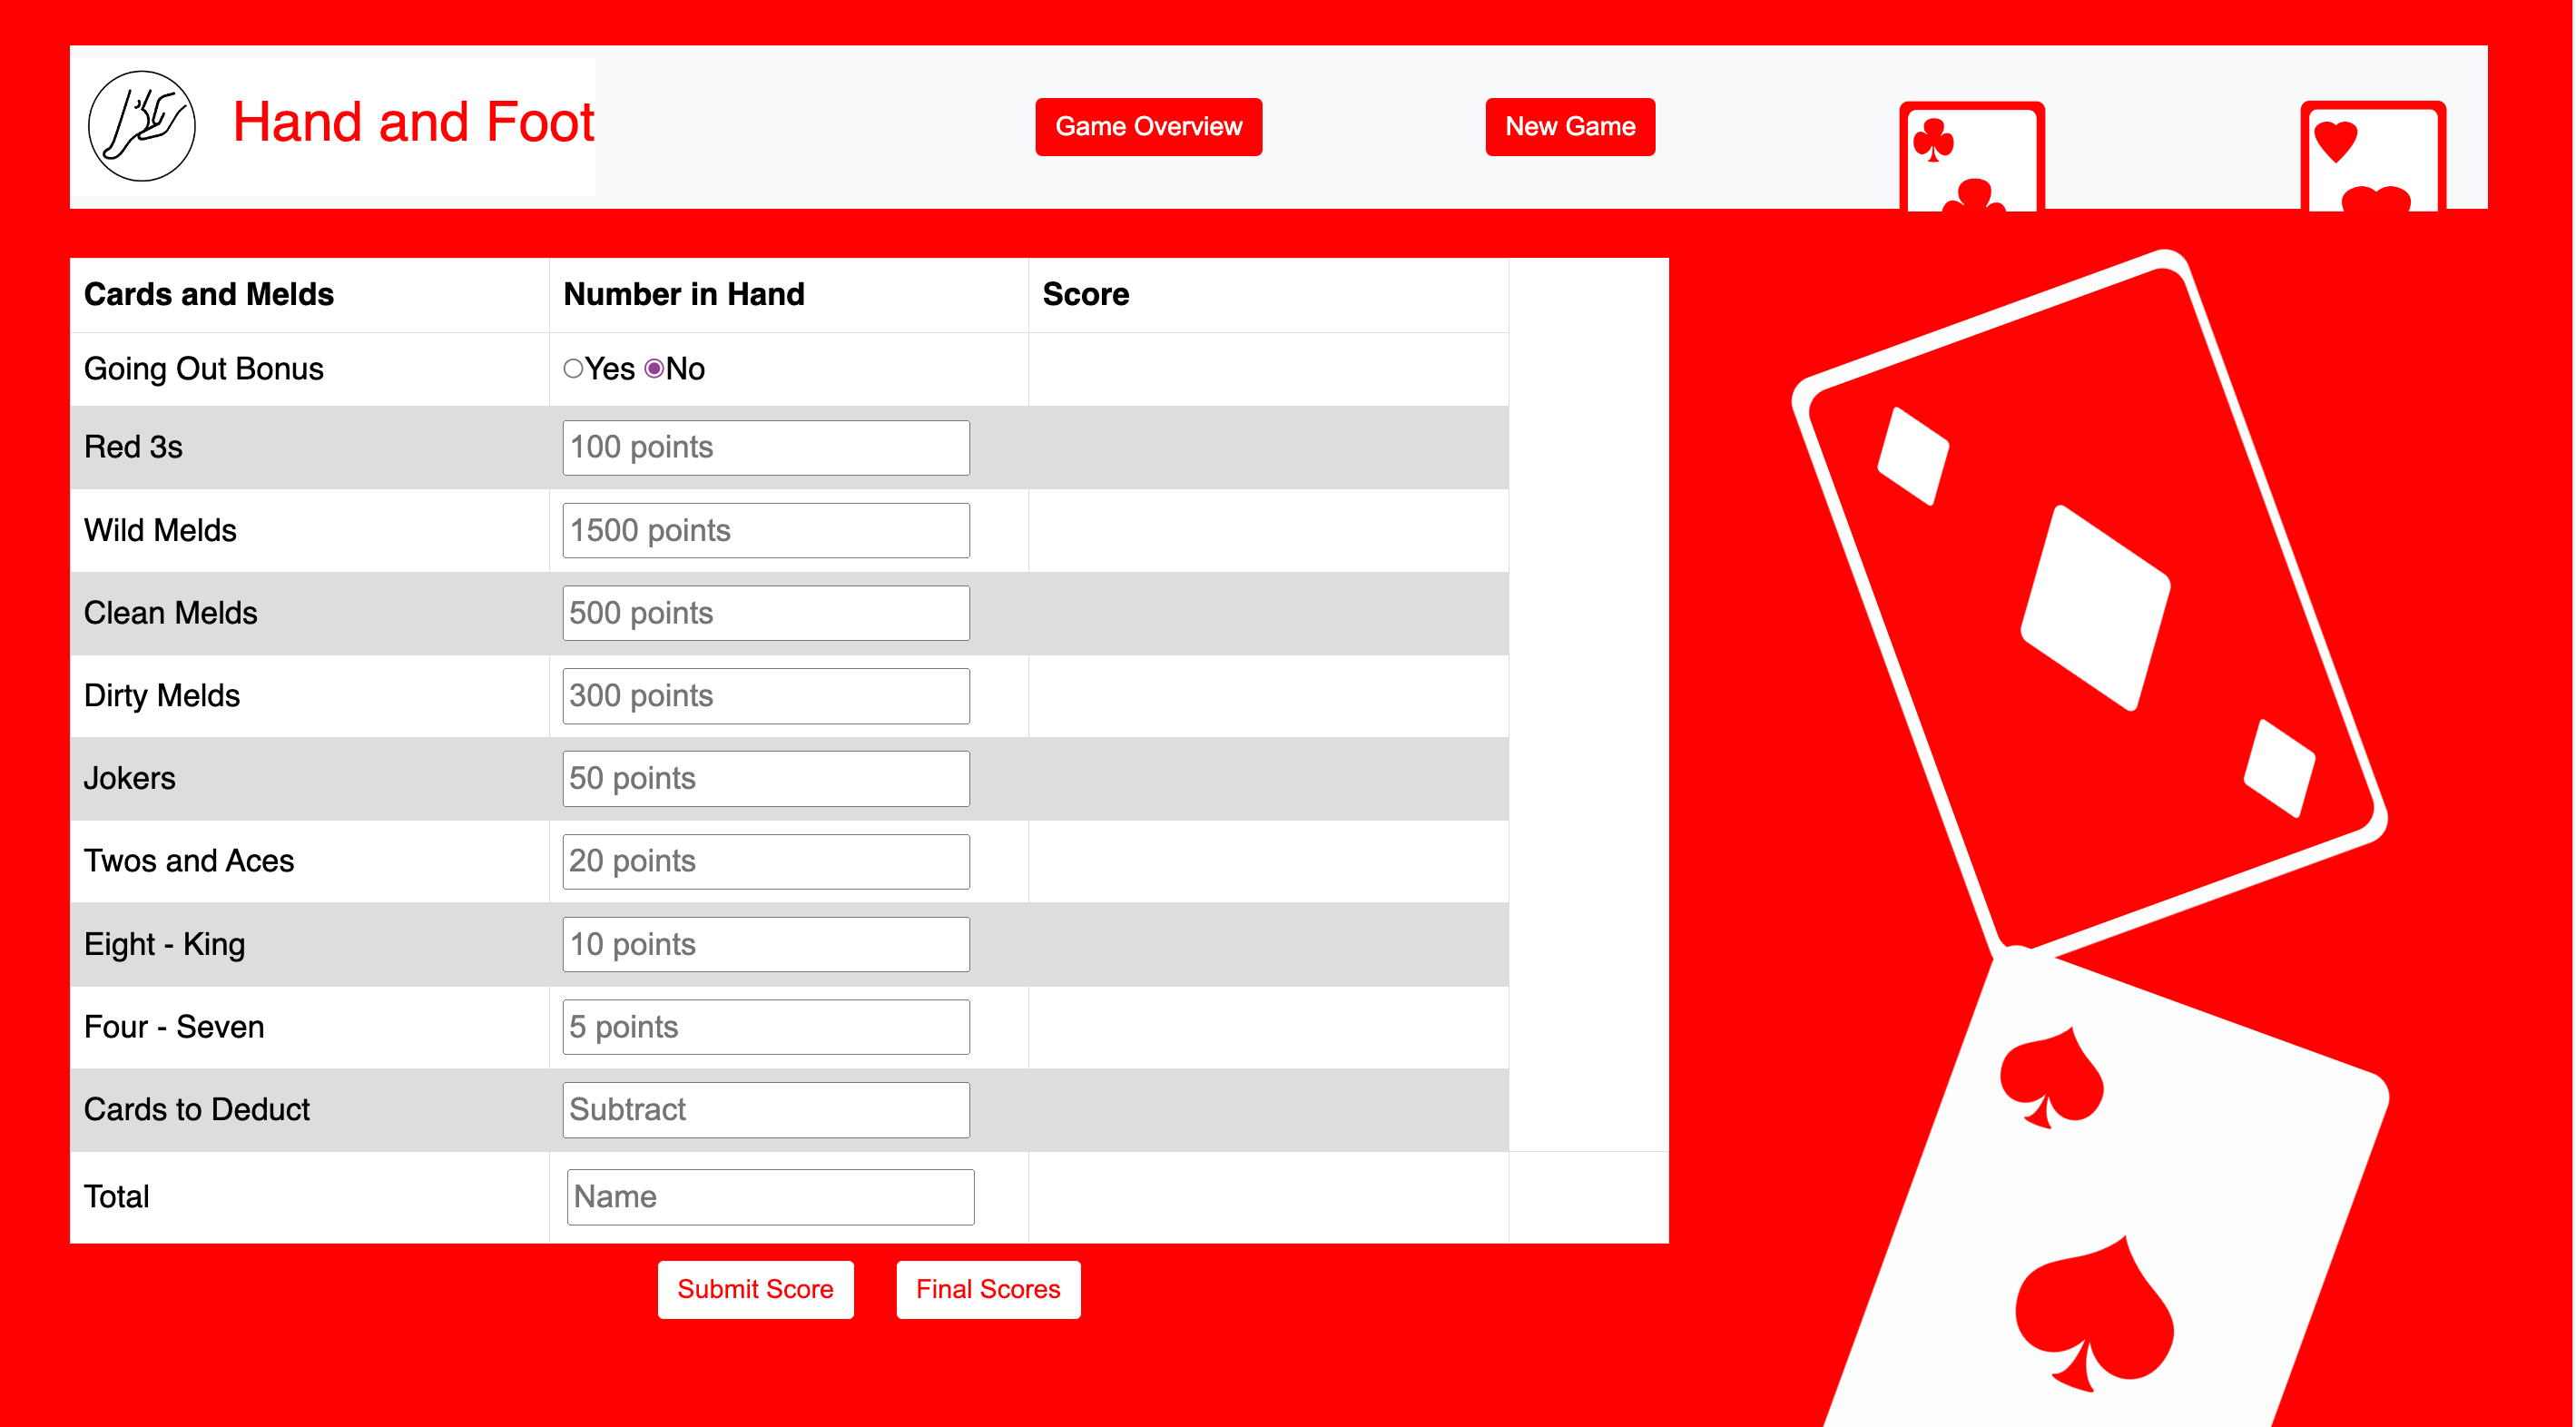 Hand and Foot
Game Overview
New Game
Cards and Melds Number in Hand Score
Going Out Bonus Yes No
Red 3s 100 points
Wild Melds 1500 points
Clean Melds 500 points
Dirty Melds 300 points
Jokers 50 points
Twos and Aces 20 points
Eight - King 10 points
Four - Seven 5 points
Cards to Deduct Subtract
Total Name
Submit Score Final Scores